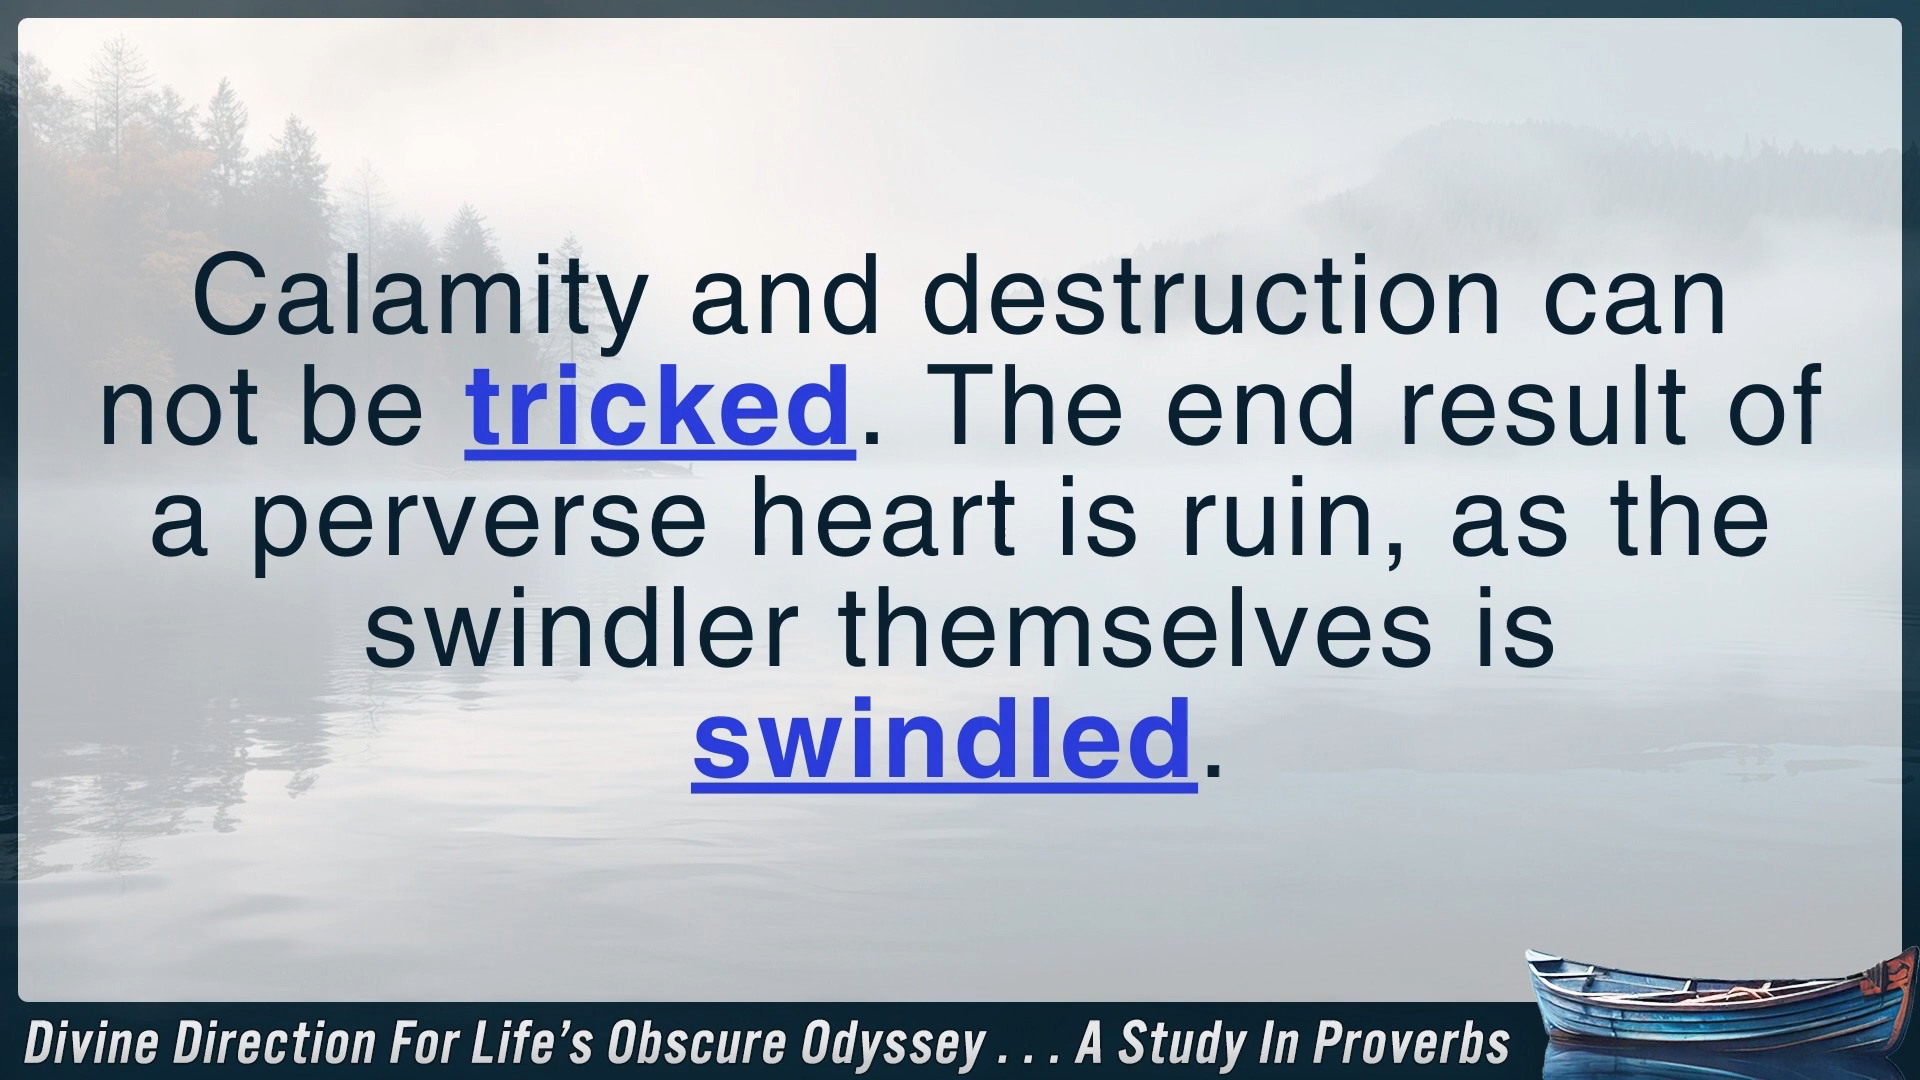 Calamity and destruction can
not be tricked. The end result of
a perverse heart is ruin, as the
swindler themselves is
swindled.
Divine Direction For Life’s Obscure Odyssey . . . A Study In Proverbs